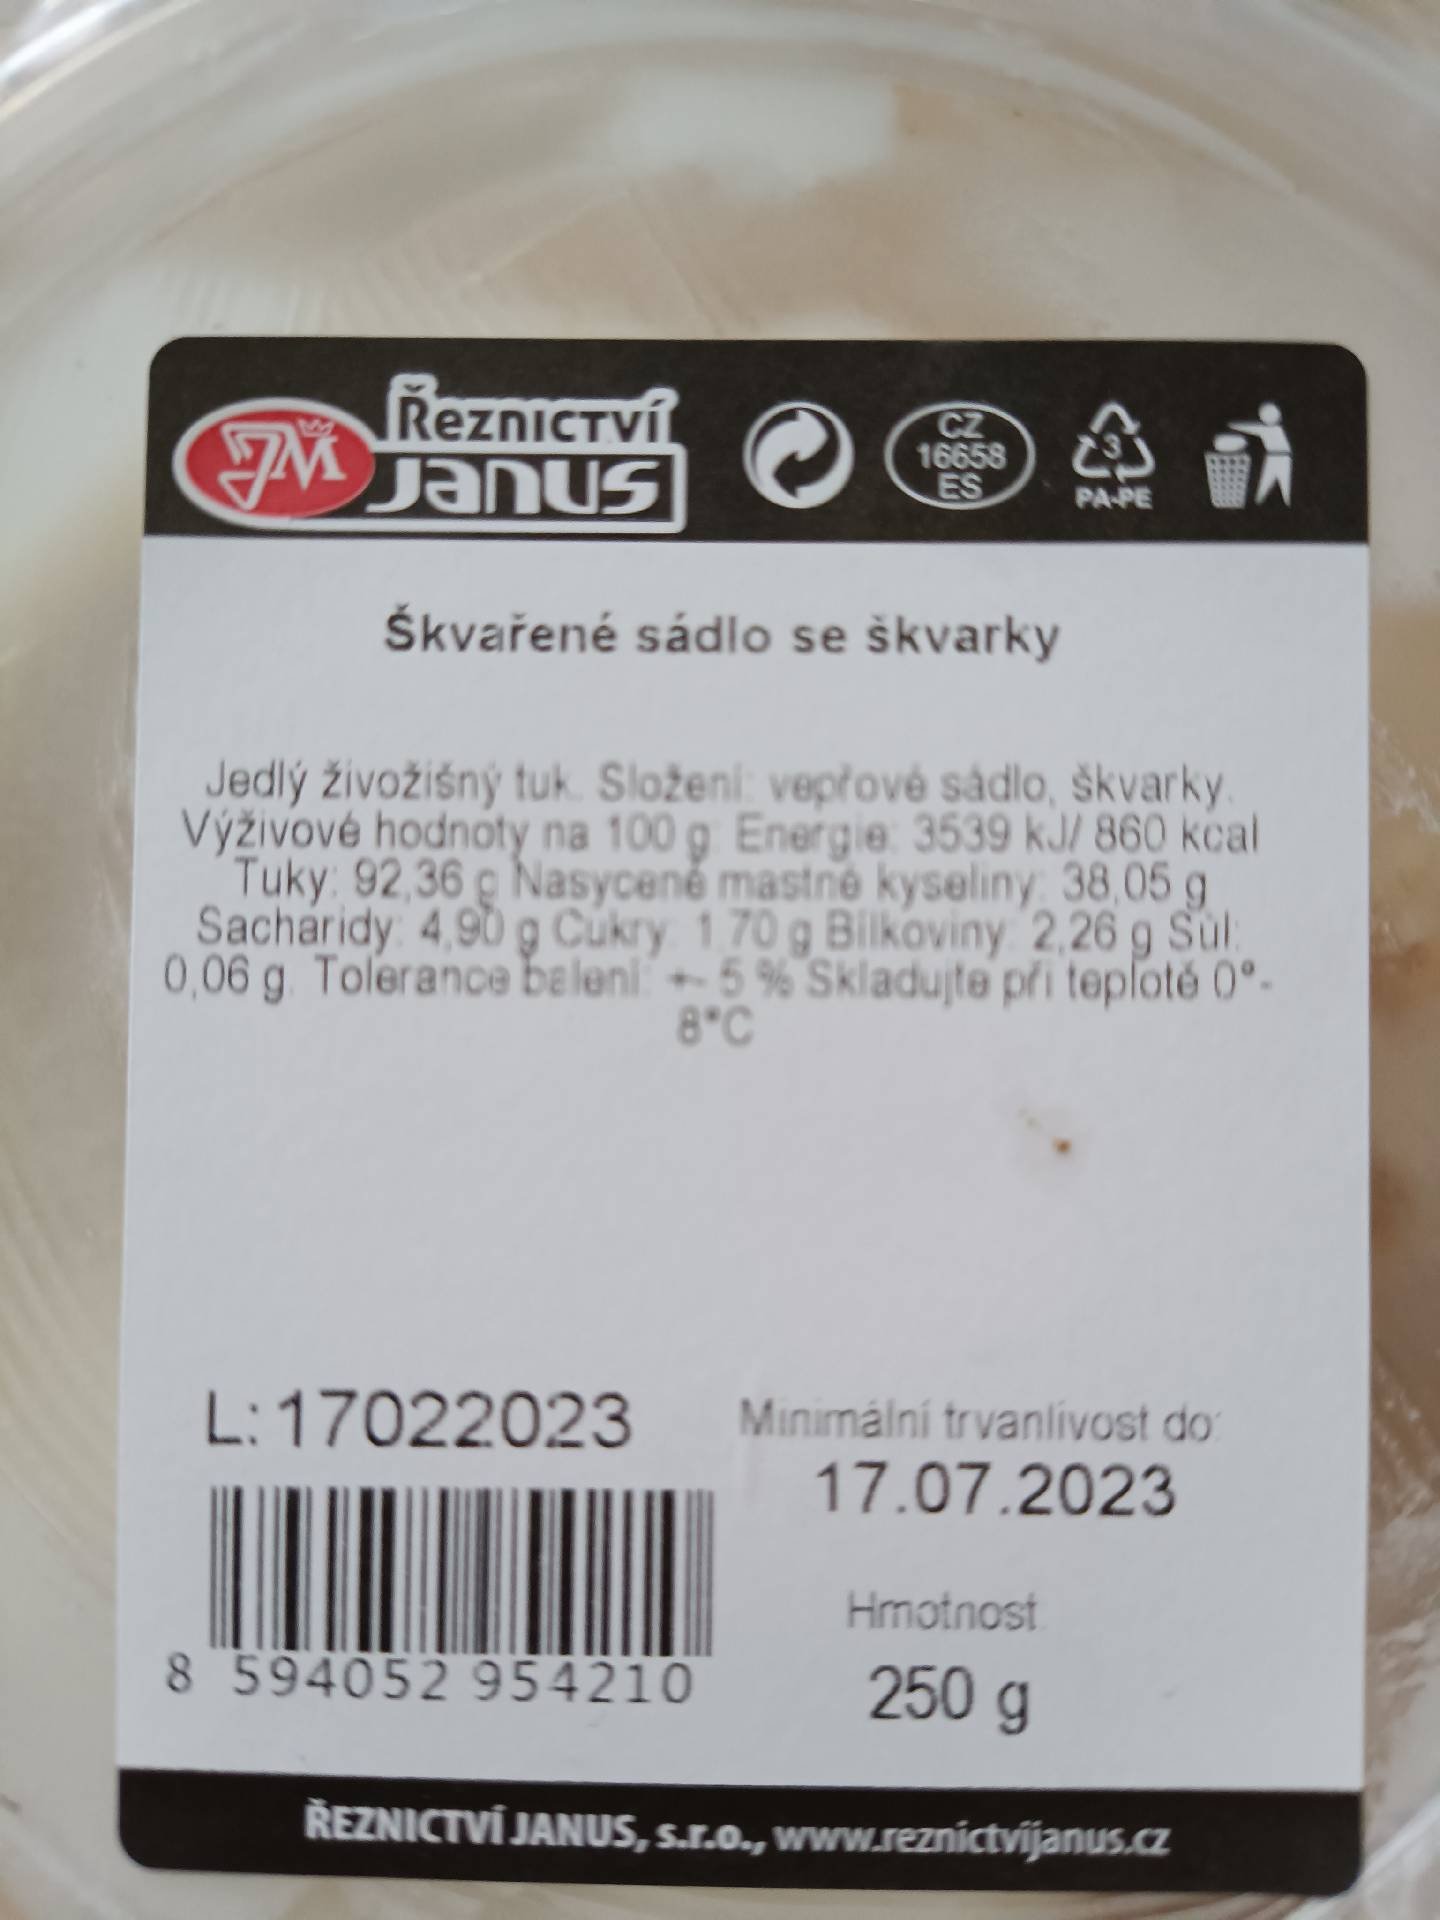 Řeznictví
Janus
CZ
16658
ES
3
PA-PE
Škvařené sádlo se škvarky
Jedlý živožišný tuk. Složení: vepřové sádlo, škvarky.
Výživové hodnoty na 100 g: Energie: 3539 kJ/ 860 kcal
Tuky: 92,36 g Nasycené mastné kyseliny: 38,05 g
Sacharidy: 4,90 g Cukry: 1,70 g Bílkoviny: 2,26 g Sůl:
0,06 g. Tolerance balení: +- 5 % Skladujte při teplotě 0°-
8°C
L:17022023
Minimální trvanlivost do:
17.07.2023
Hmotnost
250 g
8 594052 954210
ŘEZNICTVÍ JANUS, s.r.o., www.reznictvijanus.cz